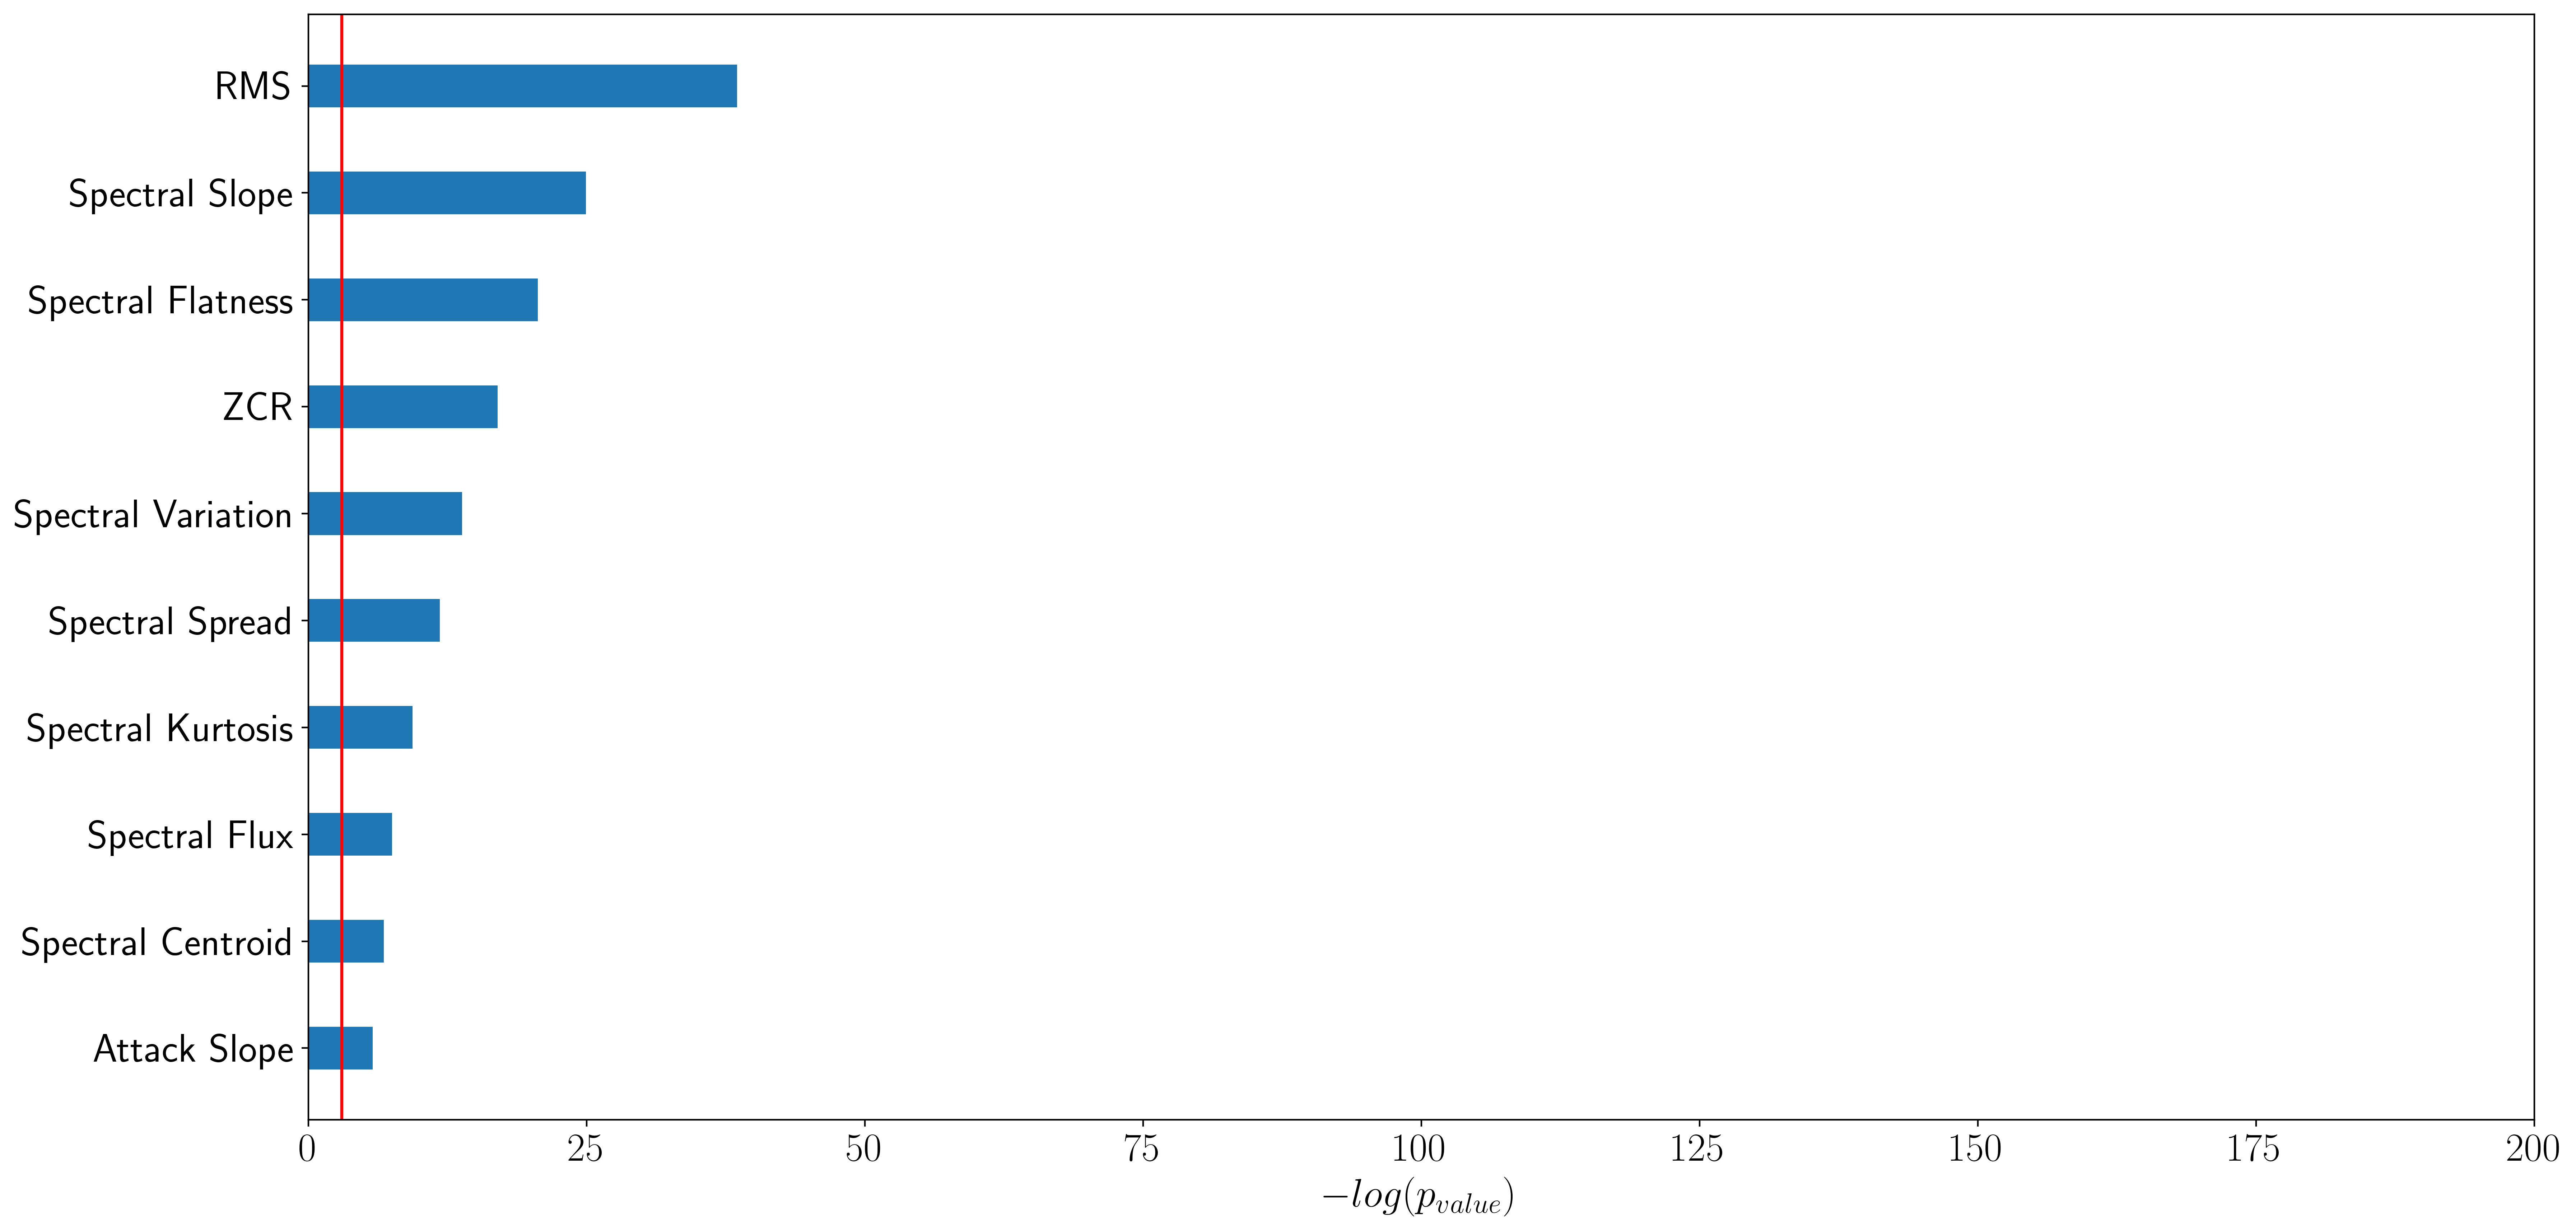 RMS
Spectral Slope
Spectral Flatness
ZCR
Spectral Variation
Spectral Spread
Spectral Kurtosis
Spectral Flux
Spectral Centroid
Attack Slope
0 25 50 75 100 125 150 175 200
−log(p_value)